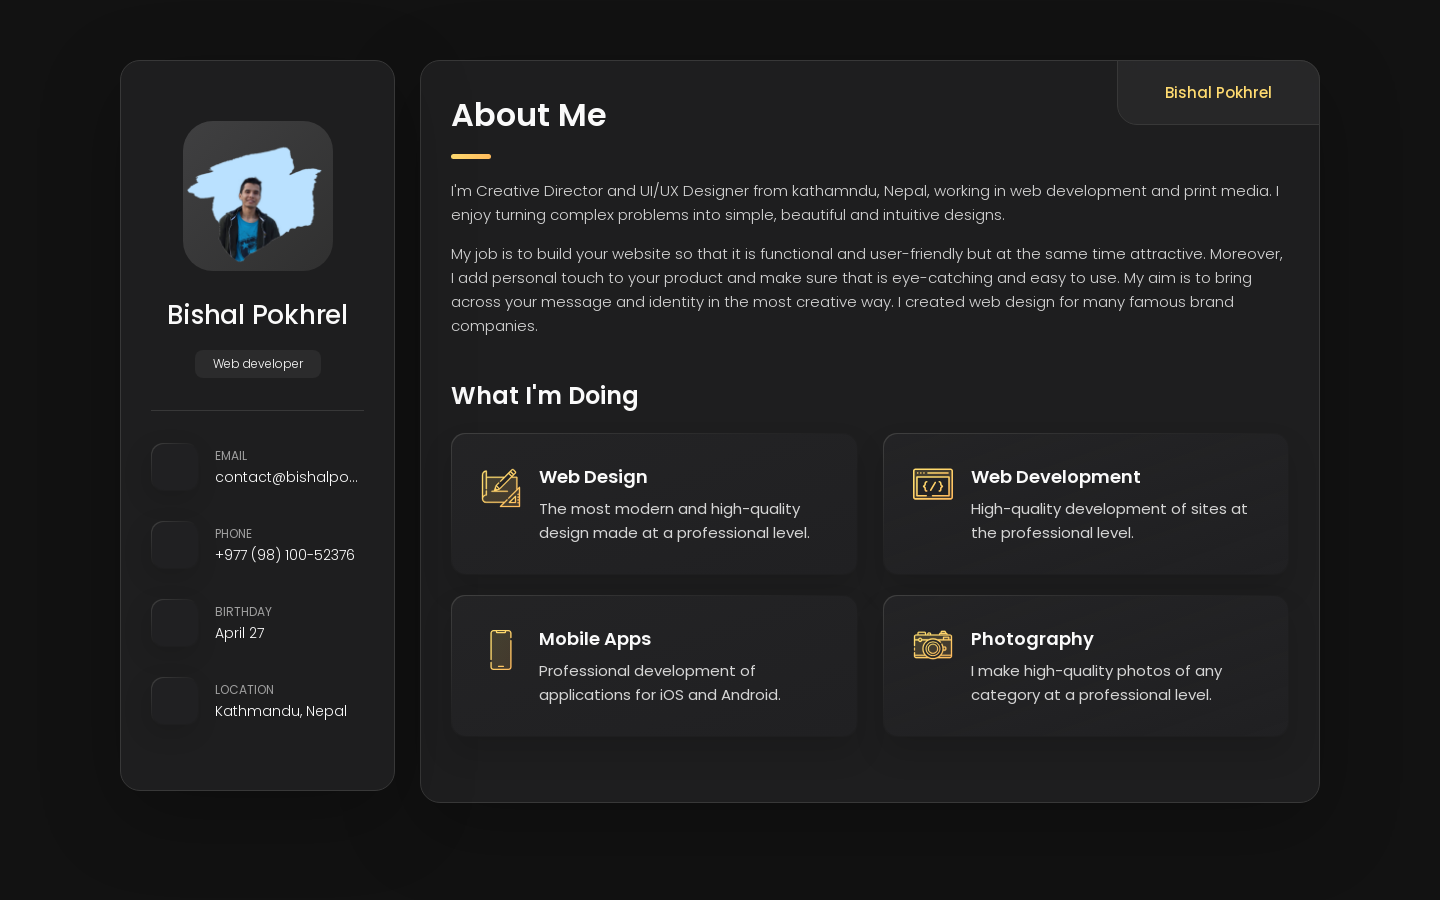 Bishal Pokhrel
Web developer
EMAIL
contact@bishalpo...
PHONE
+977 (98) 100-52376
BIRTHDAY
April 27
LOCATION
Kathmandu, Nepal
Bishal Pokhrel
About Me
I'm Creative Director and UI/UX Designer from kathamndu, Nepal, working in web development and print media. I
enjoy turning complex problems into simple, beautiful and intuitive designs.
My job is to build your website so that it is functional and user-friendly but at the same time attractive. Moreover,
I add personal touch to your product and make sure that is eye-catching and easy to use. My aim is to bring
across your message and identity in the most creative way. I created web design for many famous brand
companies.
What I'm Doing
Web Design
The most modern and high-quality
design made at a professional level.
Web Development
High-quality development of sites at
the professional level.
Mobile Apps
Professional development of
applications for iOS and Android.
Photography
I make high-quality photos of any
category at a professional level.